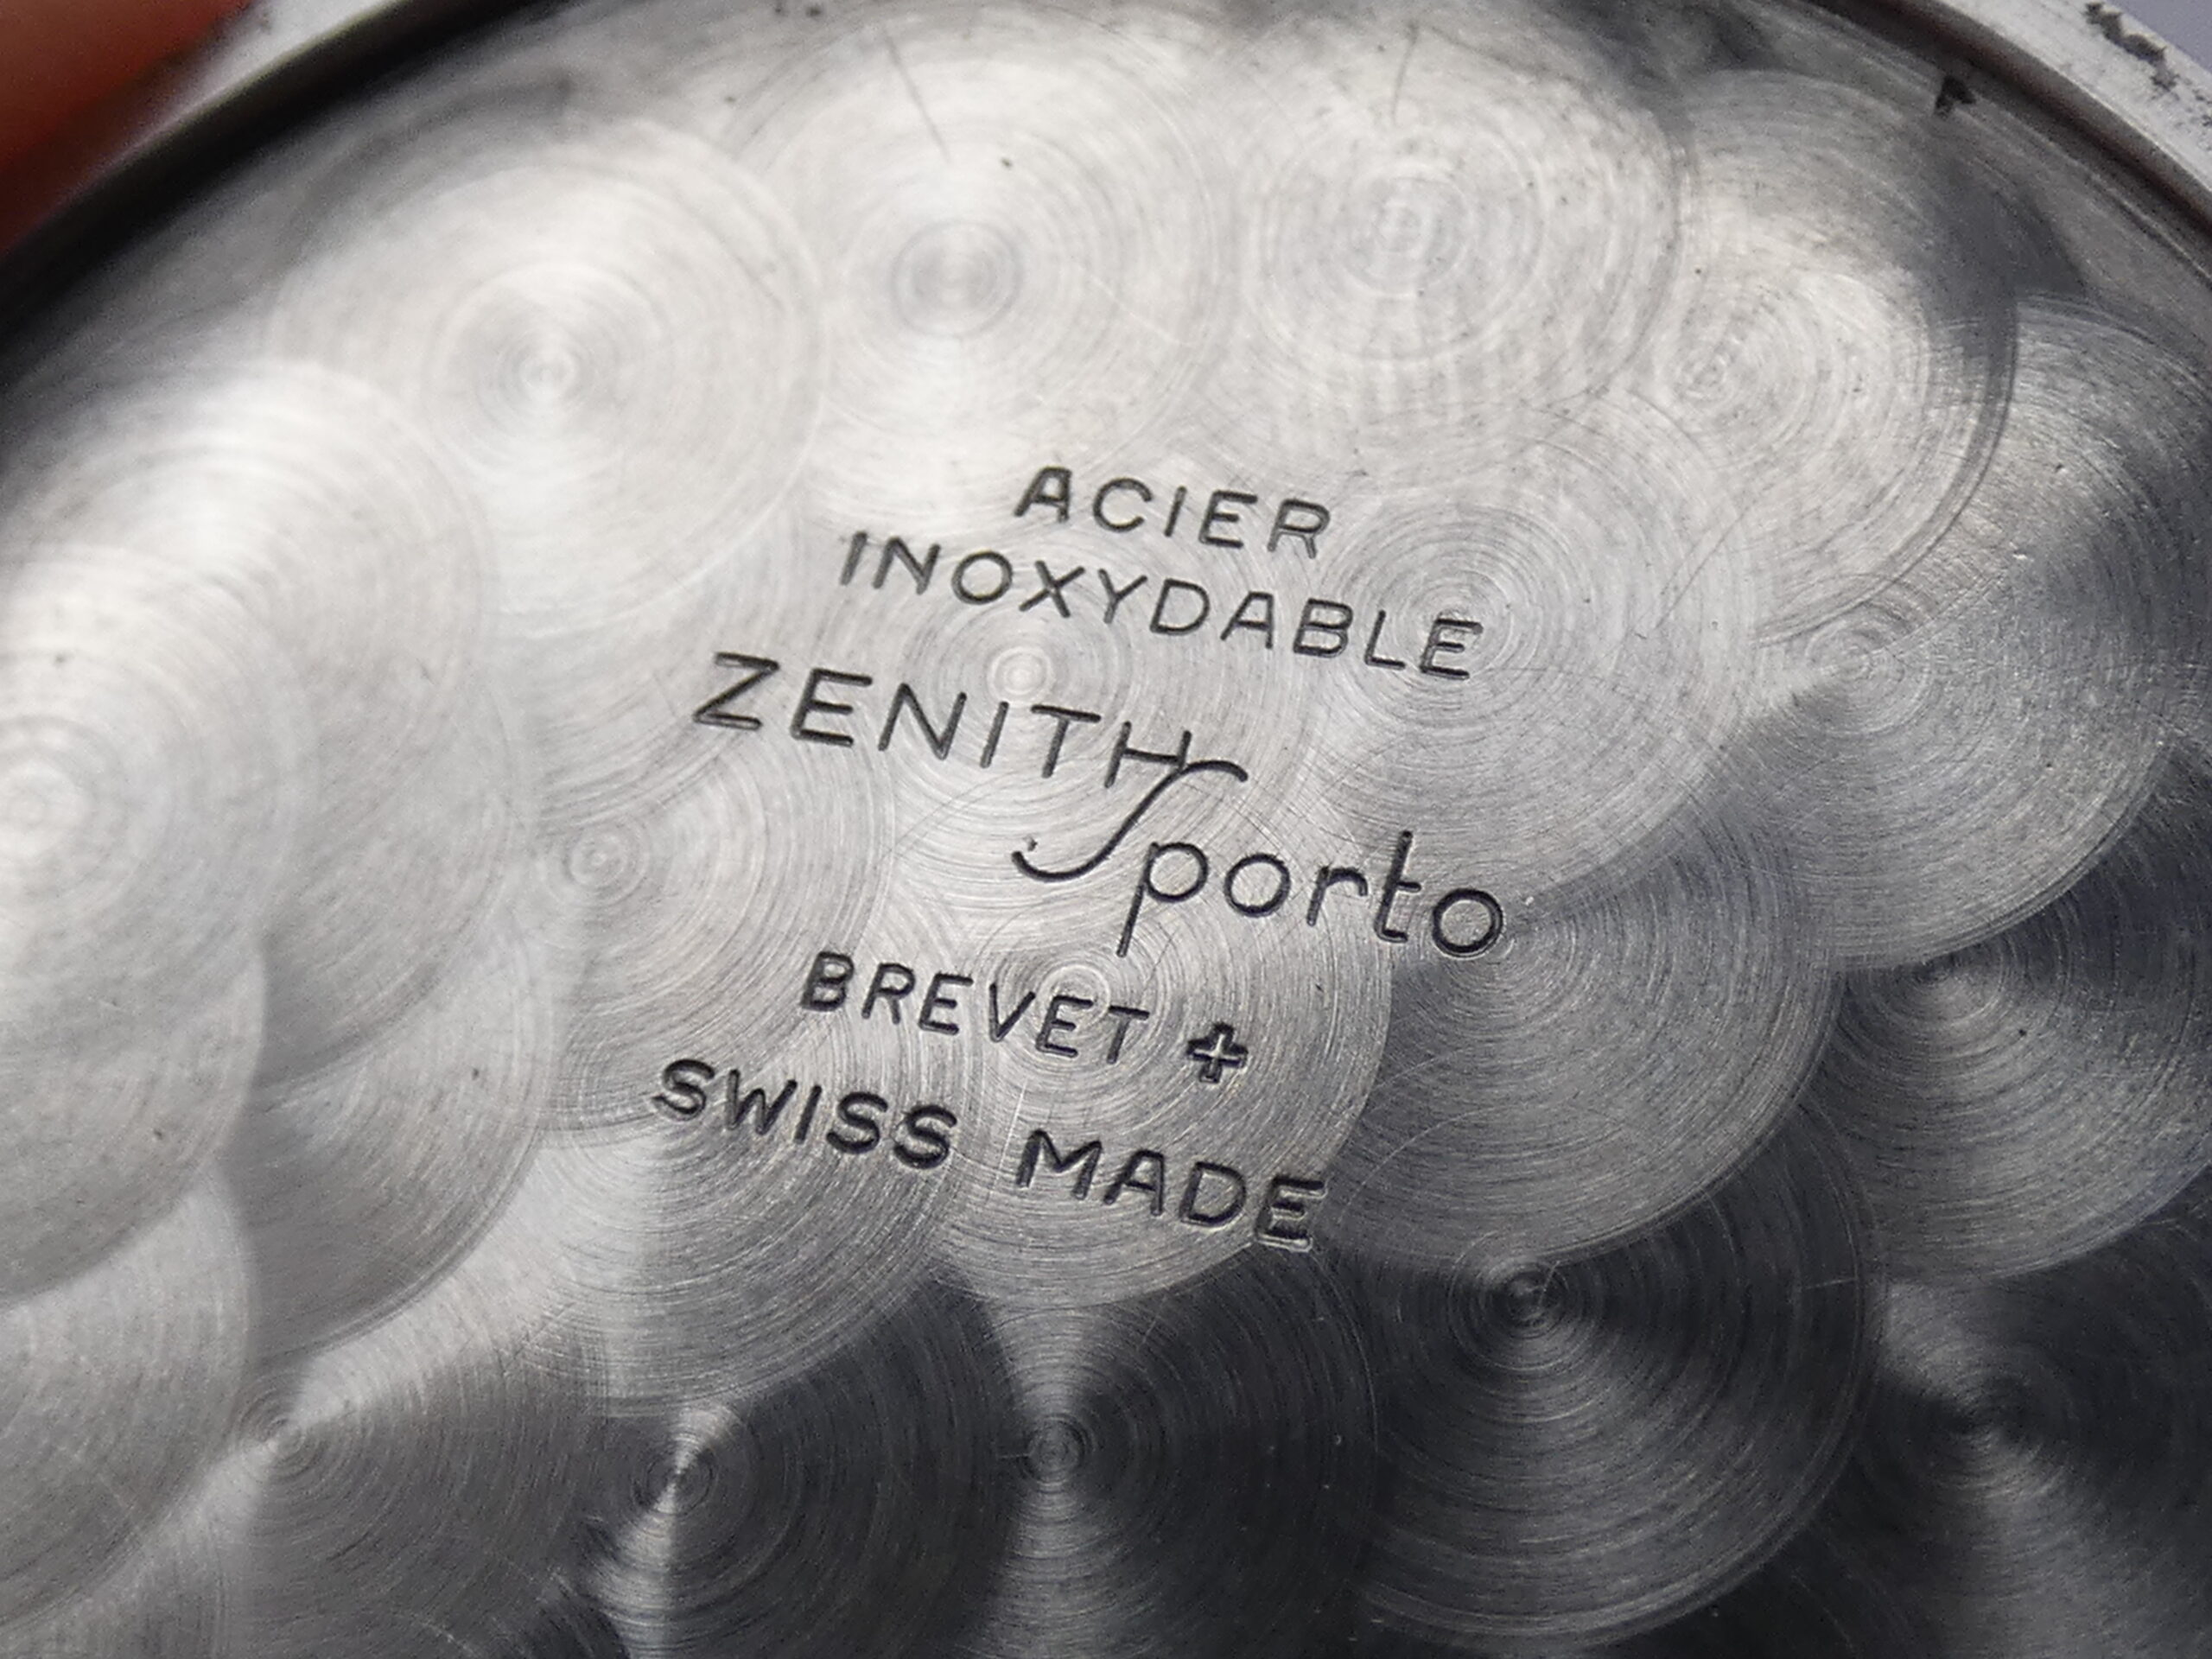 ACIER
INOXYDABLE
ZENITH
Sporto
BREVET +
SWISS MADE